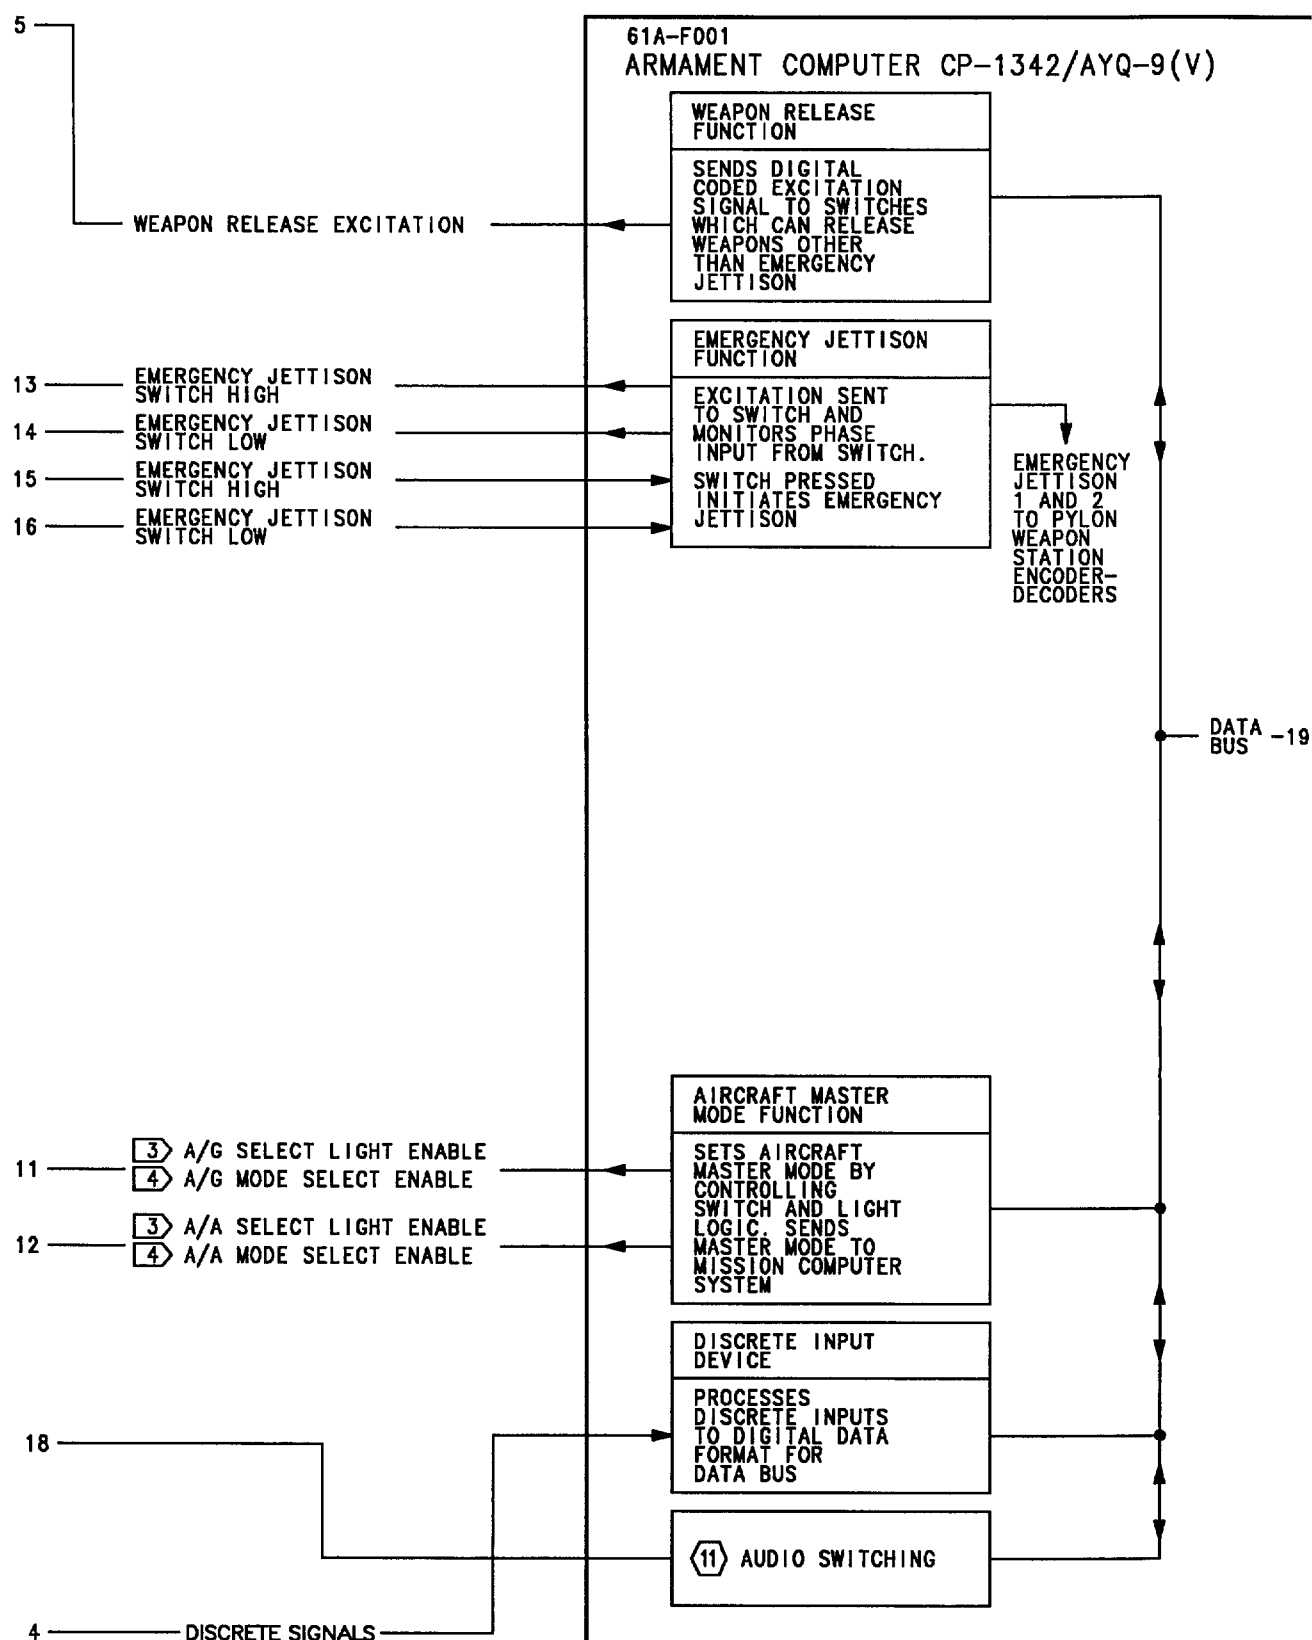 5
61A-F001
ARMAMENT COMPUTER CP-1342/AYQ-9(V)
WEAPON RELEASE
FUNCTION
SENDS DIGITAL
CODED EXCITATION
SIGNAL TO SWITCHES
WHICH CAN RELEASE
WEAPONS OTHER
THAN EMERGENCY
JETTISON
WEAPON RELEASE EXCITATION
EMERGENCY JETTISON
FUNCTION
EXCITATION SENT
TO SWITCH AND
MONITORS PHASE
INPUT FROM SWITCH.
SWITCH PRESSED
INITIATES EMERGENCY
JETTISON
13 EMERGENCY JETTISON
SWITCH HIGH
14 EMERGENCY JETTISON
SWITCH LOW
15 EMERGENCY JETTISON
SWITCH HIGH
16 EMERGENCY JETTISON
SWITCH LOW
EMERGENCY
JETTISON
1 AND 2
TO PYLON
WEAPON
STATION
ENCODER-
DECODERS
DATA
BUS -19
AIRCRAFT MASTER
MODE FUNCTION
SETS AIRCRAFT
MASTER MODE BY
CONTROLLING
SWITCH AND LIGHT
LOGIC. SENDS
MASTER MODE TO
MISSION COMPUTER
SYSTEM
11
3 A/G SELECT LIGHT ENABLE
4 A/G MODE SELECT ENABLE
12
3 A/A SELECT LIGHT ENABLE
4 A/A MODE SELECT ENABLE
DISCRETE INPUT
DEVICE
PROCESSES
DISCRETE INPUTS
TO DIGITAL DATA
FORMAT FOR
DATA BUS
18
11 AUDIO SWITCHING
4 DISCRETE SIGNALS